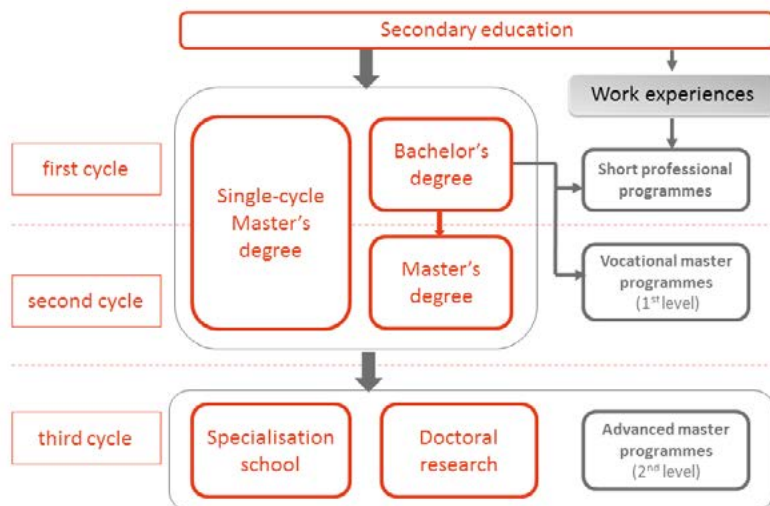 Secondary education
Work experiences
first cycle
Single-cycle
Master's
degree
Bachelor's
degree
Short professional
programmes
second cycle
Master's
degree
Vocational master
programmes
(1st level)
third cycle
Specialisation
school
Doctoral
research
Advanced master
programmes
(2nd level)